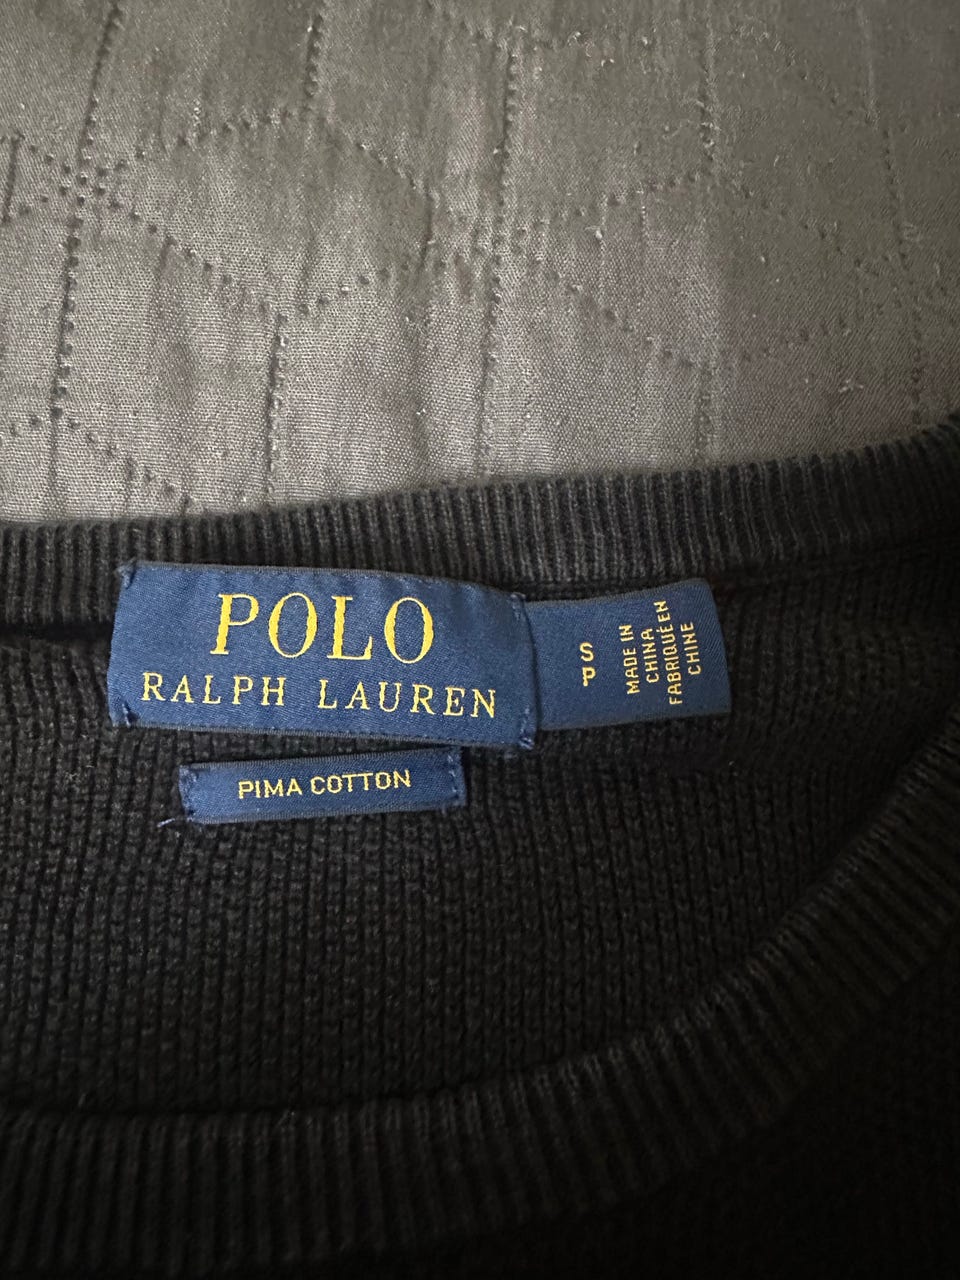 POLO
RALPH LAUREN
S
P
MADE IN
CHINA
FABRIQUÉ EN
CHINE
PIMA COTTON